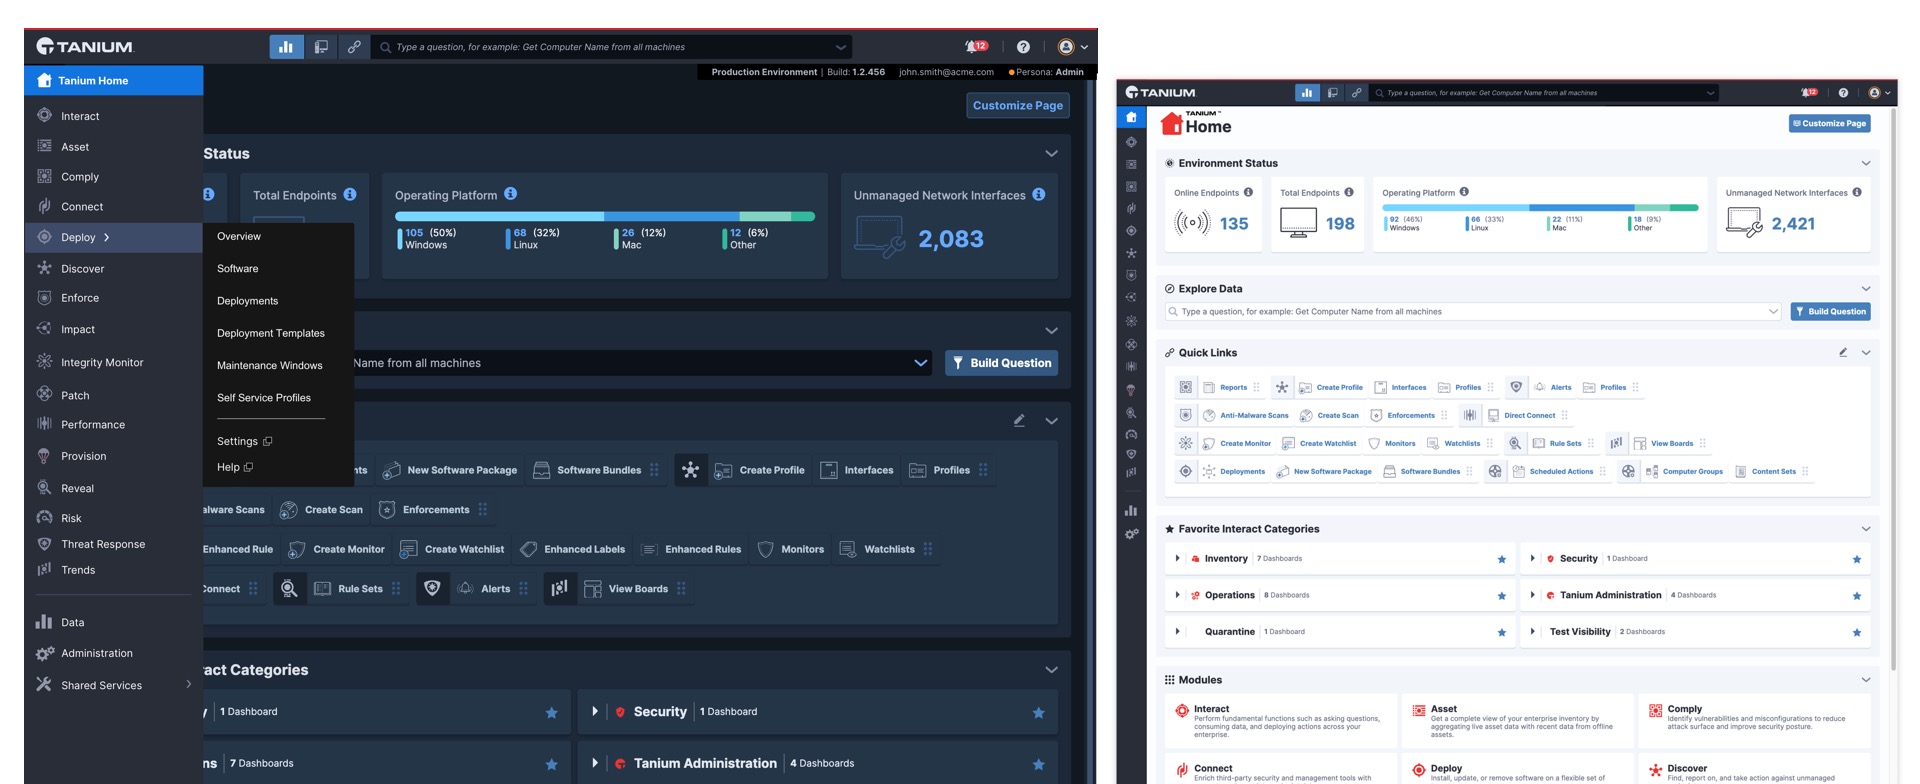 TANIUM
Type a question, for example: Get Computer Name from all machines
12
Production Environment | Build: 1.2.456 john.smith@acme.com Persona: Admin
Tanium Home
Interact
Asset
Comply
Connect
Deploy
Discover
Enforce
Impact
Integrity Monitor
Patch
Performance
Provision
Reveal
Risk
Threat Response
Trends
Data
Administration
Shared Services
Overview
Software
Deployments
Deployment Templates
Maintenance Windows
Self Service Profiles
Settings
Help
Customize Page
Status
Total Endpoints
Operating Platform
105 (50%) 68 (32%) 26 (12%) 12 (6%)
Windows Linux Mac Other
Unmanaged Network Interfaces
2,083
Name from all machines
Build Question
nts New Software Package Software Bundles Create Profile Interfaces Profiles
alware Scans Create Scan Enforcements
Enhanced Rule Create Monitor Create Watchlist Enhanced Labels Enhanced Rules Monitors Watchlists
Connect Rule Sets Alerts View Boards
ract Categories
y 1 Dashboard
Security 1 Dashboard
ns 7 Dashboards
Tanium Administration 4 Dashboards
TANIUM
Type a question, for example: Get Computer Name from all machines
12
TANIUM™
Home
Customize Page
Environment Status
Online Endpoints
135
Total Endpoints
198
Operating Platform
92 (46%) 66 (33%) 22 (11%) 18 (9%)
Windows Linux Mac Other
Unmanaged Network Interfaces
2,421
Explore Data
Type a question, for example: Get Computer Name from all machines
Build Question
Quick Links
Reports Create Profile Interfaces Profiles Alerts Profiles
Anti-Malware Scans Create Scan Enforcements Direct Connect
Create Monitor Create Watchlist Monitors Watchlists Rule Sets View Boards
Deployments New Software Package Software Bundles Scheduled Actions Computer Groups Content Sets
Favorite Interact Categories
Inventory 7 Dashboards
Security 1 Dashboard
Operations 8 Dashboards
Tanium Administration 4 Dashboards
Quarantine 1 Dashboard
Test Visibility 2 Dashboards
Modules
Interact
Perform fundamental functions such as asking questions,
consuming data, and deploying actions across your
enterprise.
Asset
Get a complete view of your enterprise inventory by
aggregating live asset data with recent data from offline
assets.
Comply
Identify vulnerabilities and misconfigurations to reduce
attack surface and improve security posture.
Connect
Enrich third-party security and management tools with
Deploy
Install, update, or remove software on a flexible set of
Discover
Find, report on, and take action against unmanaged